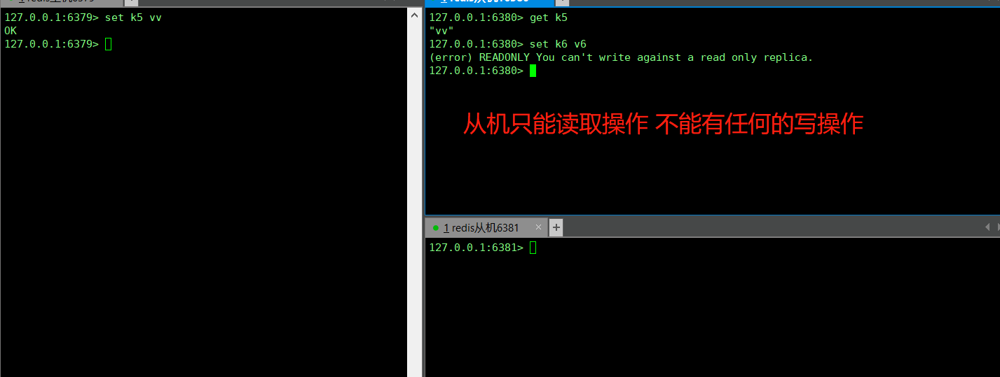 127.0.0.1:6379> set k5 vv
OK
127.0.0.1:6379>
127.0.0.1:6380> get k5
"vv"
127.0.0.1:6380> set k6 v6
(error) READONLY You can't write against a read only replica.
127.0.0.1:6380>
从机只能读取操作 不能有任何的写操作
1 redis从机6381 × +
127.0.0.1:6381>